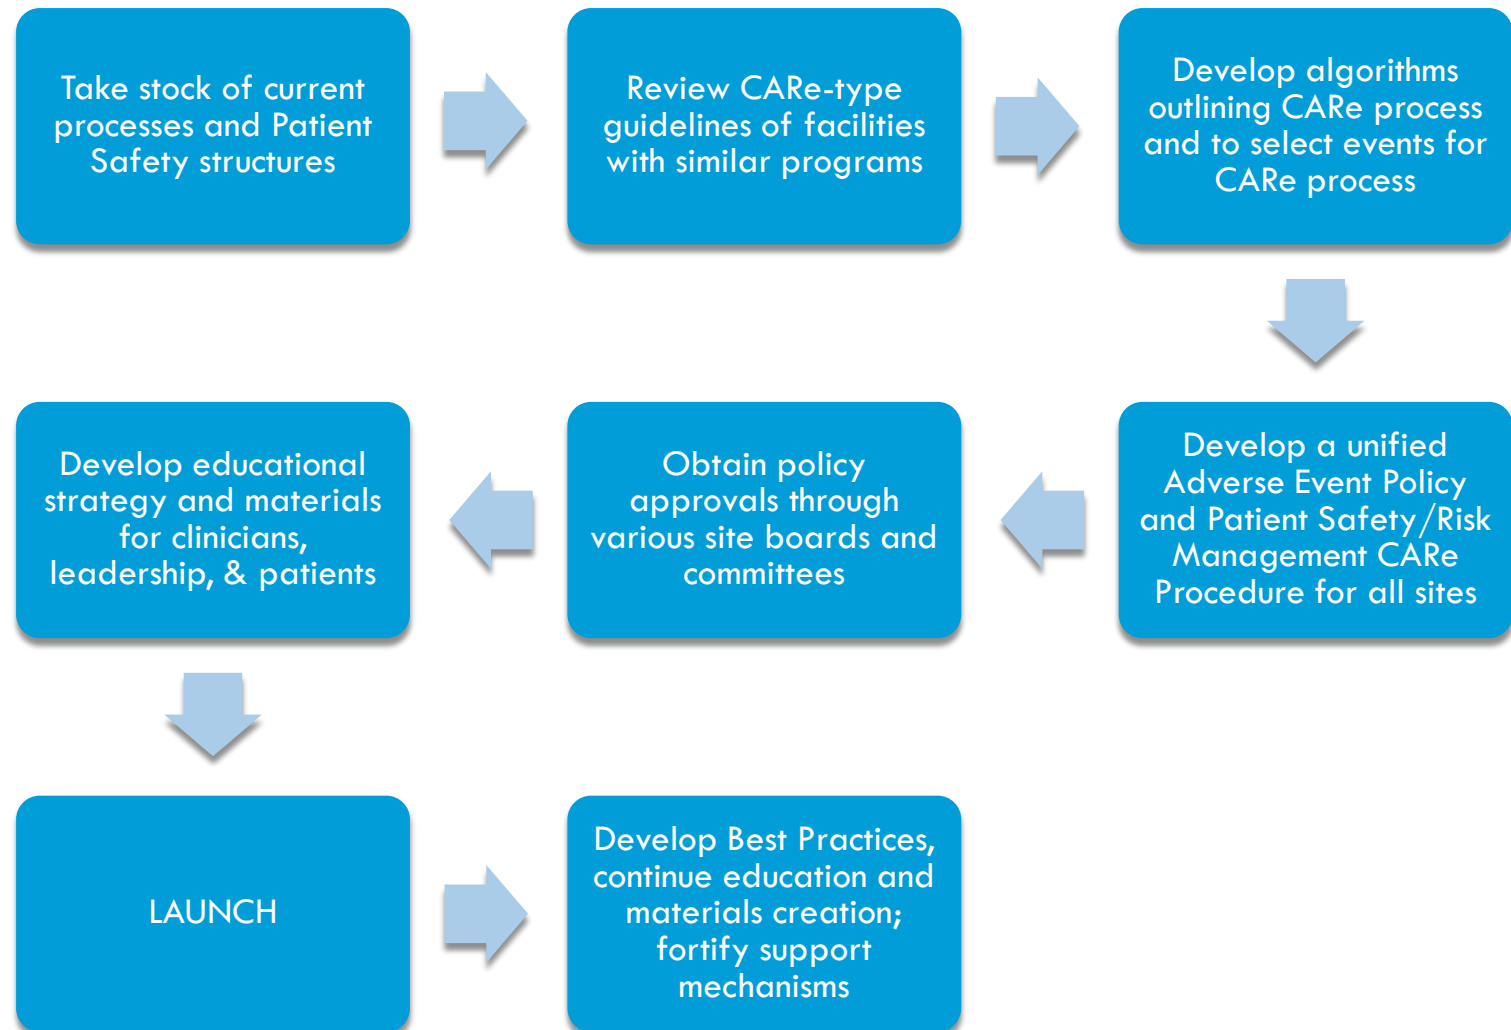 Take stock of current
processes and Patient
Safety structures
Review CARe-type
guidelines of facilities
with similar programs
Develop algorithms
outlining CARe process
and to select events for
CARe process
Develop a unified
Adverse Event Policy
and Patient Safety/Risk
Management CARe
Procedure for all sites
Obtain policy
approvals through
various site boards and
committees
Develop educational
strategy and materials
for clinicians,
leadership, & patients
LAUNCH
Develop Best Practices,
continue education and
materials creation;
fortify support
mechanisms